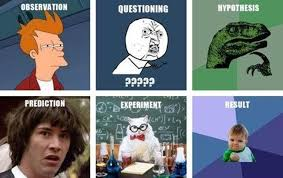 OBSERVATION
QUESTIONING
?????
HYPOTHESIS
PREDICTION
EXPERIMENT
RESULT